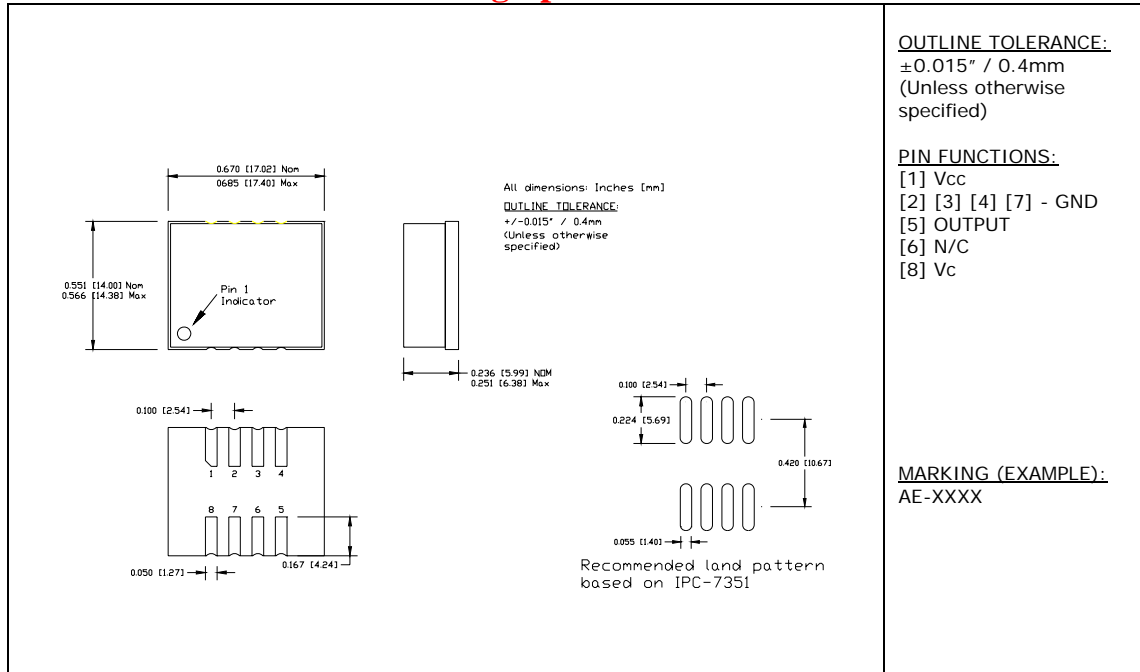 0.670 [17.02] Nom
0685 [17.40] Max
0.551 [14.00] Nom
0.566 [14.38] Max
Pin 1
Indicator
All dimensions: Inches [mm]
OUTLINE TOLERANCE:
+/-0.015" / 0.4mm
(Unless otherwise
specified)
0.236 [5.99] NOM
0.251 [6.38] Max
0.100 [2.54]
1 2 3 4
8 7 6 5
0.050 [1.27]
0.167 [4.24]
0.100 [2.54]
0.224 [5.69]
0.420 [10.67]
0.055 [1.40]
Recommended land pattern
based on IPC-7351
OUTLINE TOLERANCE:
±0.015" / 0.4mm
(Unless otherwise
specified)
PIN FUNCTIONS:
[1] Vcc
[2] [3] [4] [7] - GND
[5] OUTPUT
[6] N/C
[8] Vc
MARKING (EXAMPLE):
AE-XXXX